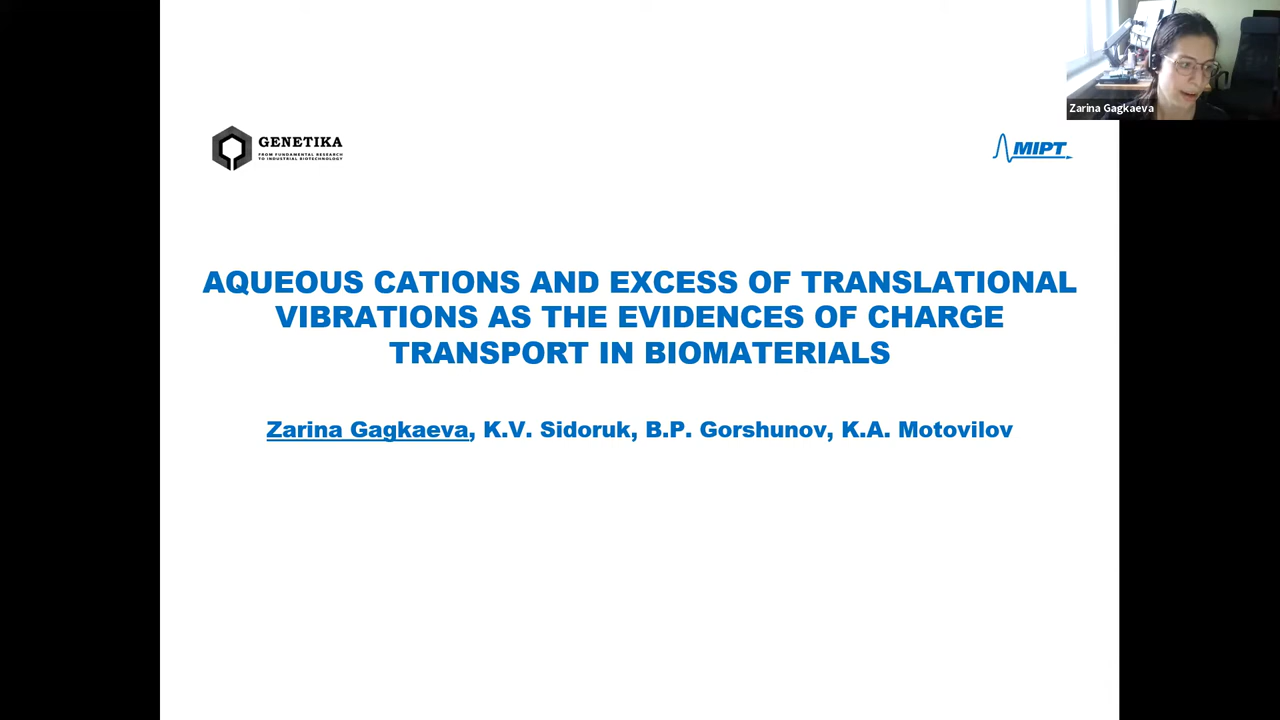 Zarina Gagkaeva
GENETIKA
FROM FUNDAMENTAL RESEARCH
TO INDUSTRIAL BIOTECHNOLOGY
MIPT
AQUEOUS CATIONS AND EXCESS OF TRANSLATIONAL
VIBRATIONS AS THE EVIDENCES OF CHARGE
TRANSPORT IN BIOMATERIALS
Zarina Gagkaeva, K.V. Sidoruk, B.P. Gorshunov, K.A. Motovilov